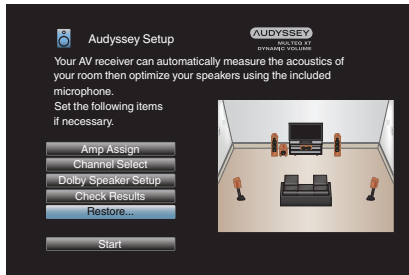 Audyssey Setup
AUDYSSEY
MULTEQ XT
DYNAMIC VOLUME
Your AV receiver can automatically measure the acoustics of
your room then optimize your speakers using the included
microphone.
Set the following items
if necessary.
Amp Assign
Channel Select
Dolby Speaker Setup
Check Results
Restore...
Start